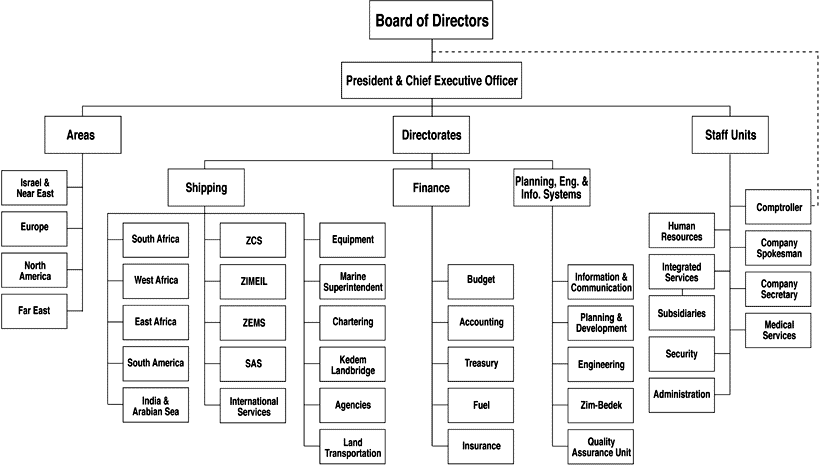 Board of Directors
President & Chief Executive Officer
Areas
Directorates
Staff Units
Israel &
Near East
Europe
North
America
Far East
Shipping
Finance
Planning, Eng. &
Info. Systems
South Africa
West Africa
East Africa
South America
India &
Arabian Sea
ZCS
ZIMEIL
ZEMS
SAS
International
Services
Equipment
Marine
Superintendent
Chartering
Kedem
Landbridge
Agencies
Land
Transportation
Budget
Accounting
Treasury
Fuel
Insurance
Information &
Communication
Planning &
Development
Engineering
Zim-Bedek
Quality
Assurance Unit
Human
Resources
Integrated
Services
Subsidiaries
Security
Administration
Comptroller
Company
Spokesman
Company
Secretary
Medical
Services